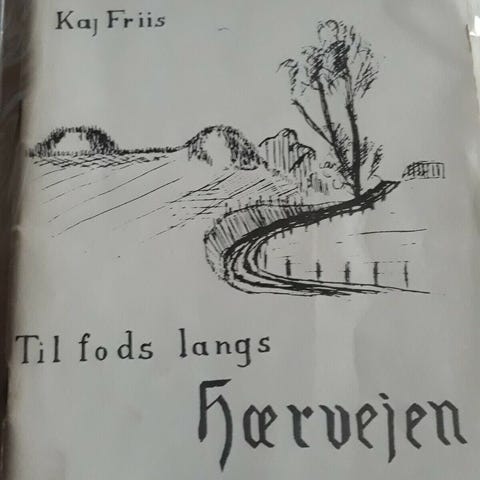 Kaj Friis
Til fods langs
Hærvejen